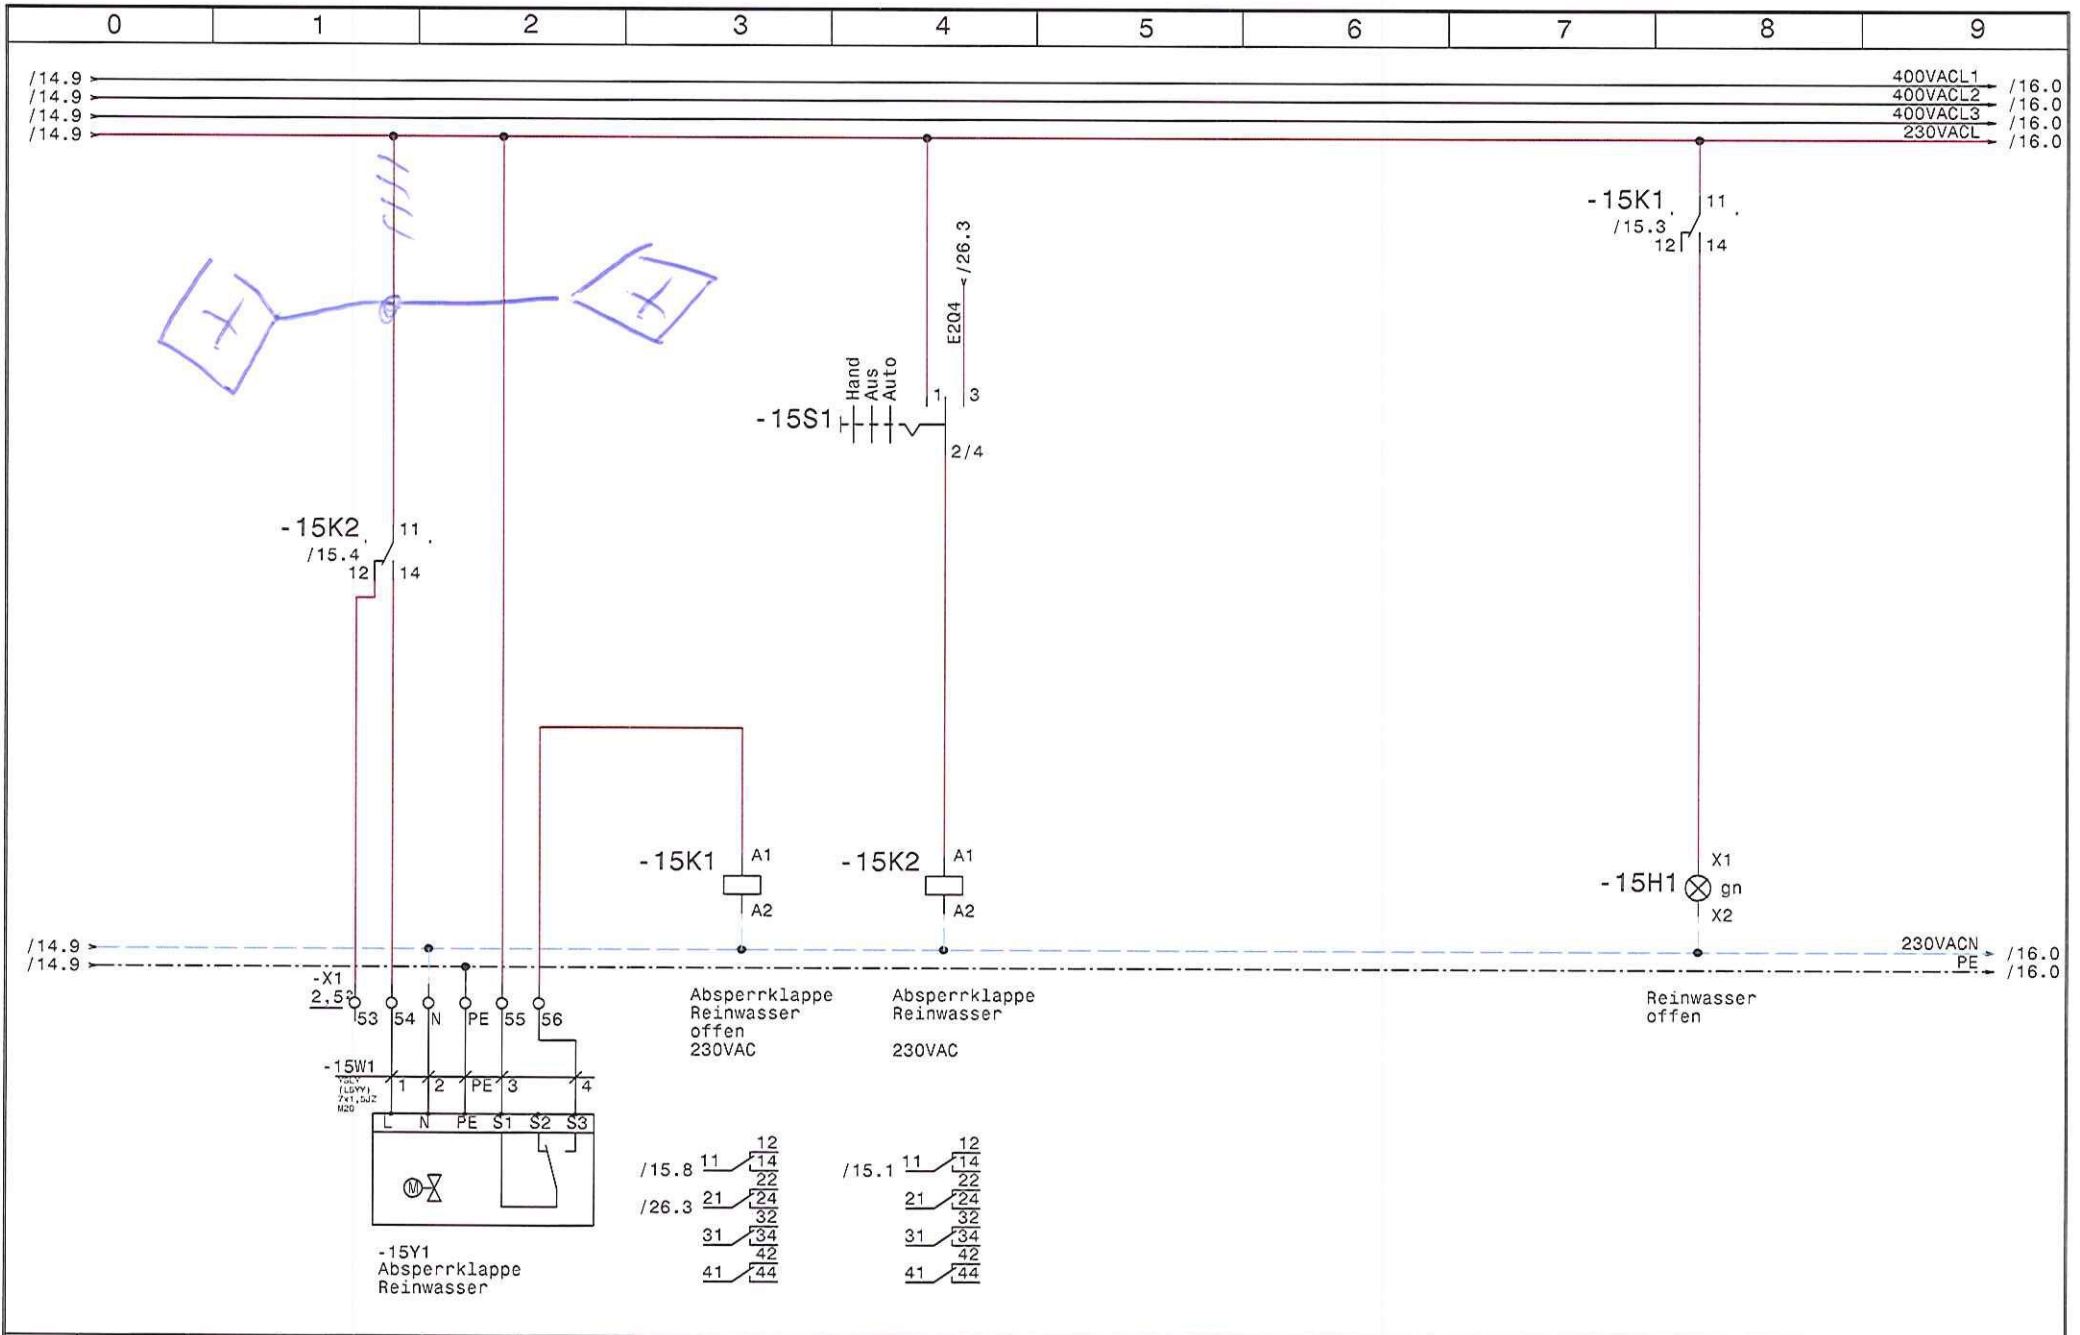 0 1 2 3 4 5 6 7 8 9
/14.9 400VACL1 /16.0
/14.9 400VACL2 /16.0
/14.9 400VACL3 /16.0
/14.9 230VACL /16.0
-15K1 11
/15.3
12 14
/26.3
E2Q4
Hand
Aus
Auto
-15S1 1 3
2/4
-15K2 11
/15.4
12 14
-15K1 A1
A2
-15K2 A1
A2
-15H1 X1
gn
X2
/14.9 230VACN /16.0
/14.9 PE /16.0
-X1
53 54 N PE 55 56
Absperrklappe
Reinwasser
offen
230VAC
Absperrklappe
Reinwasser
230VAC
Reinwasser
offen
-15W1
1 2 PE 3 4
M20
L N PE S1 S2 S3
M
-15Y1
Absperrklappe
Reinwasser
12
/15.8 11 14
22
/26.3 21 24
32
31 34
42
41 44
12
/15.1 11 14
22
21 24
32
31 34
42
41 44